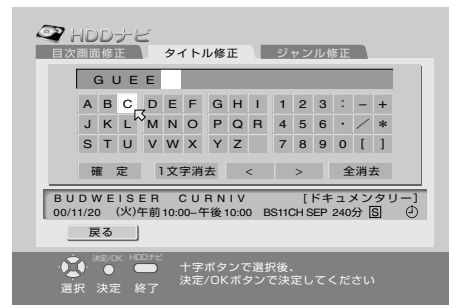 HDDナビ
目次画面修正 タイトル修正 ジャンル修正
GUEE
A B C D E F G H I 1 2 3 : − +
J K L M N O P Q R 4 5 6 ・ ／ *
S T U V W X Y Z 7 8 9 0 [ ]
確定 1文字消去 < > 全消去
BUDWEISER CURNIV [ドキュメンタリー]
00/11/20 (火)午前10:00−午後10:00 BS11CH SEP 240分 S
戻る
決定/OK HDDナビ
十字ボタンで選択後、
選択 決定 終了 決定/OKボタンで決定してください